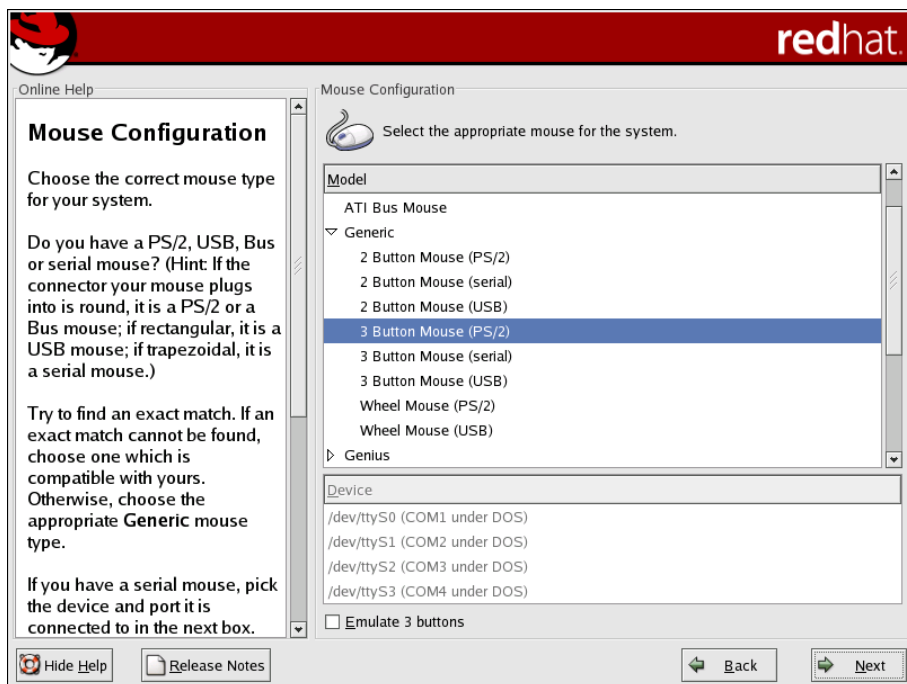 redhat.
Online Help
Mouse Configuration
Choose the correct mouse type
for your system.
Do you have a PS/2, USB, Bus
or serial mouse? (Hint: If the
connector your mouse plugs
into is round, it is a PS/2 or a
Bus mouse; if rectangular, it is a
USB mouse; if trapezoidal, it is
a serial mouse.)
Try to find an exact match. If an
exact match cannot be found,
choose one which is
compatible with yours.
Otherwise, choose the
appropriate Generic mouse
type.
If you have a serial mouse, pick
the device and port it is
connected to in the next box.
Mouse Configuration
Select the appropriate mouse for the system.
Model
ATI Bus Mouse
Generic
2 Button Mouse (PS/2)
2 Button Mouse (serial)
2 Button Mouse (USB)
3 Button Mouse (PS/2)
3 Button Mouse (serial)
3 Button Mouse (USB)
Wheel Mouse (PS/2)
Wheel Mouse (USB)
Genius
Device
/dev/ttyS0 (COM1 under DOS)
/dev/ttyS1 (COM2 under DOS)
/dev/ttyS2 (COM3 under DOS)
/dev/ttyS3 (COM4 under DOS)
Emulate 3 buttons
Hide Help
Release Notes
Back
Next